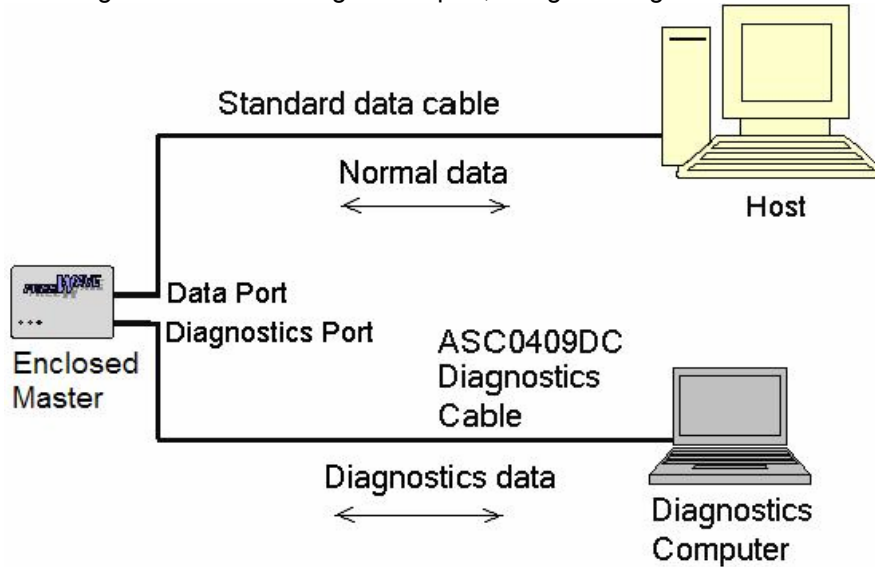 Standard data cable
Normal data
Host
Data Port
Diagnostics Port
Enclosed
Master
ASC0409DC
Diagnostics
Cable
Diagnostics data
Diagnostics
Computer